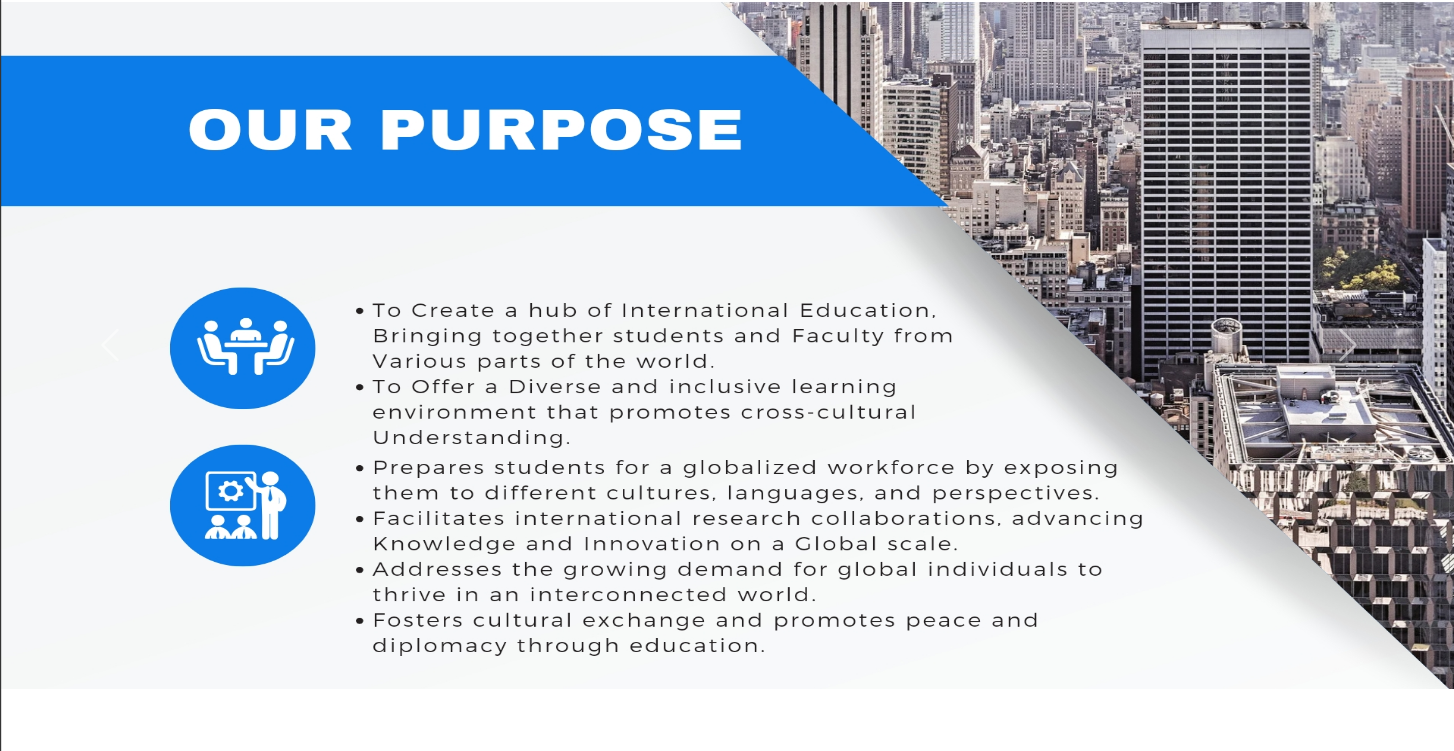 OUR PURPOSE
• To Create a hub of International Education,
Bringing together students and Faculty from
Various parts of the world.
• To Offer a Diverse and inclusive learning
environment that promotes cross-cultural
Understanding.
• Prepares students for a globalized workforce by exposing
them to different cultures, languages, and perspectives.
• Facilitates international research collaborations, advancing
Knowledge and Innovation on a Global scale.
• Addresses the growing demand for global individuals to
thrive in an interconnected world.
• Fosters cultural exchange and promotes peace and
diplomacy through education.